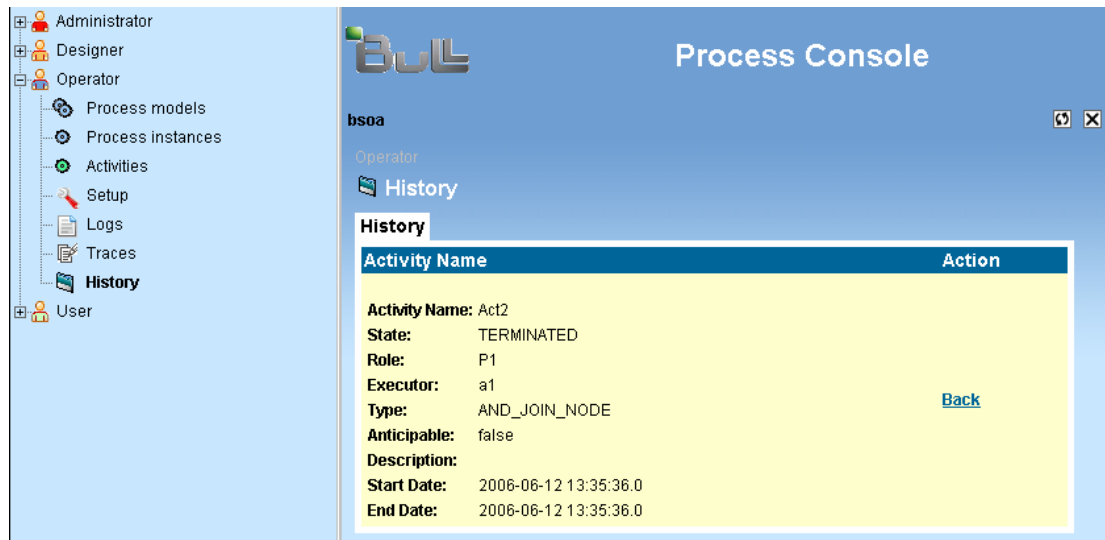 Administrator
Designer
Operator
Process models
Process instances
Activities
Setup
Logs
Traces
History
User
Bull
Process Console
bsoa
Operator
History
History
Activity Name Action
Activity Name: Act2
State: TERMINATED
Role: P1
Executor: a1
Type: AND_JOIN_NODE
Anticipable: false
Description:
Start Date: 2006-06-12 13:35:36.0
End Date: 2006-06-12 13:35:36.0
Back